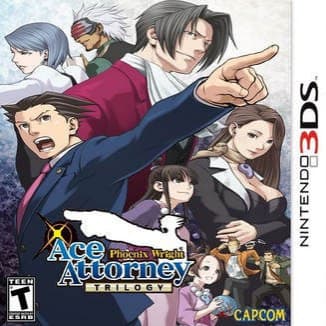 NINTENDO 3DS
Phoenix Wright
Ace
Attorney
TRILOGY
TEEN
T
ESRB
CAPCOM